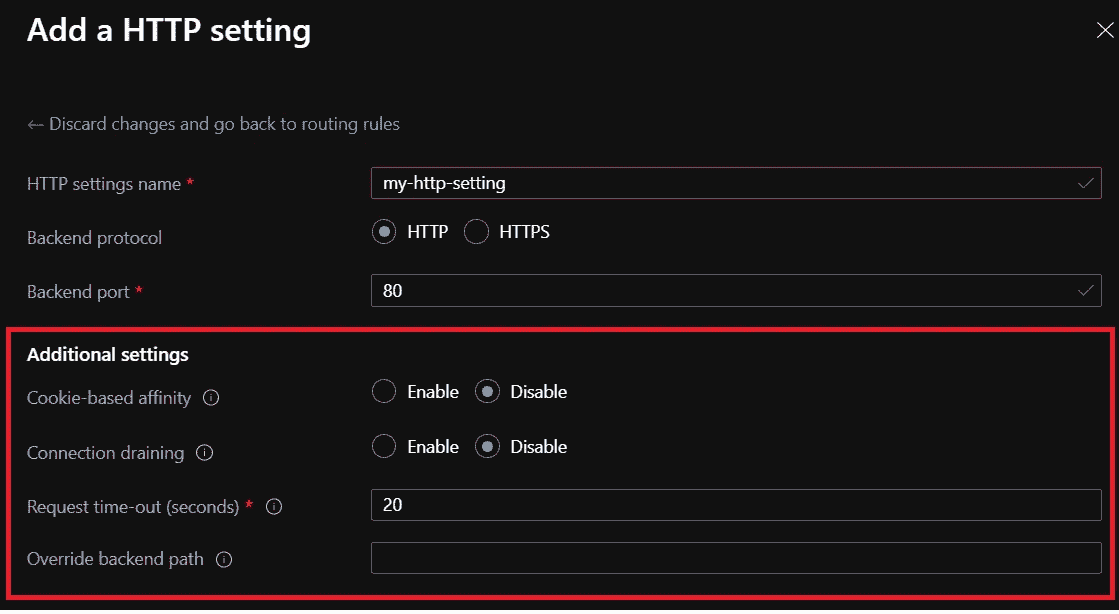 Add a HTTP setting
← Discard changes and go back to routing rules
HTTP settings name * my-http-setting
Backend protocol HTTP HTTPS
Backend port * 80
Additional settings
Cookie-based affinity Enable Disable
Connection draining Enable Disable
Request time-out (seconds) * 20
Override backend path